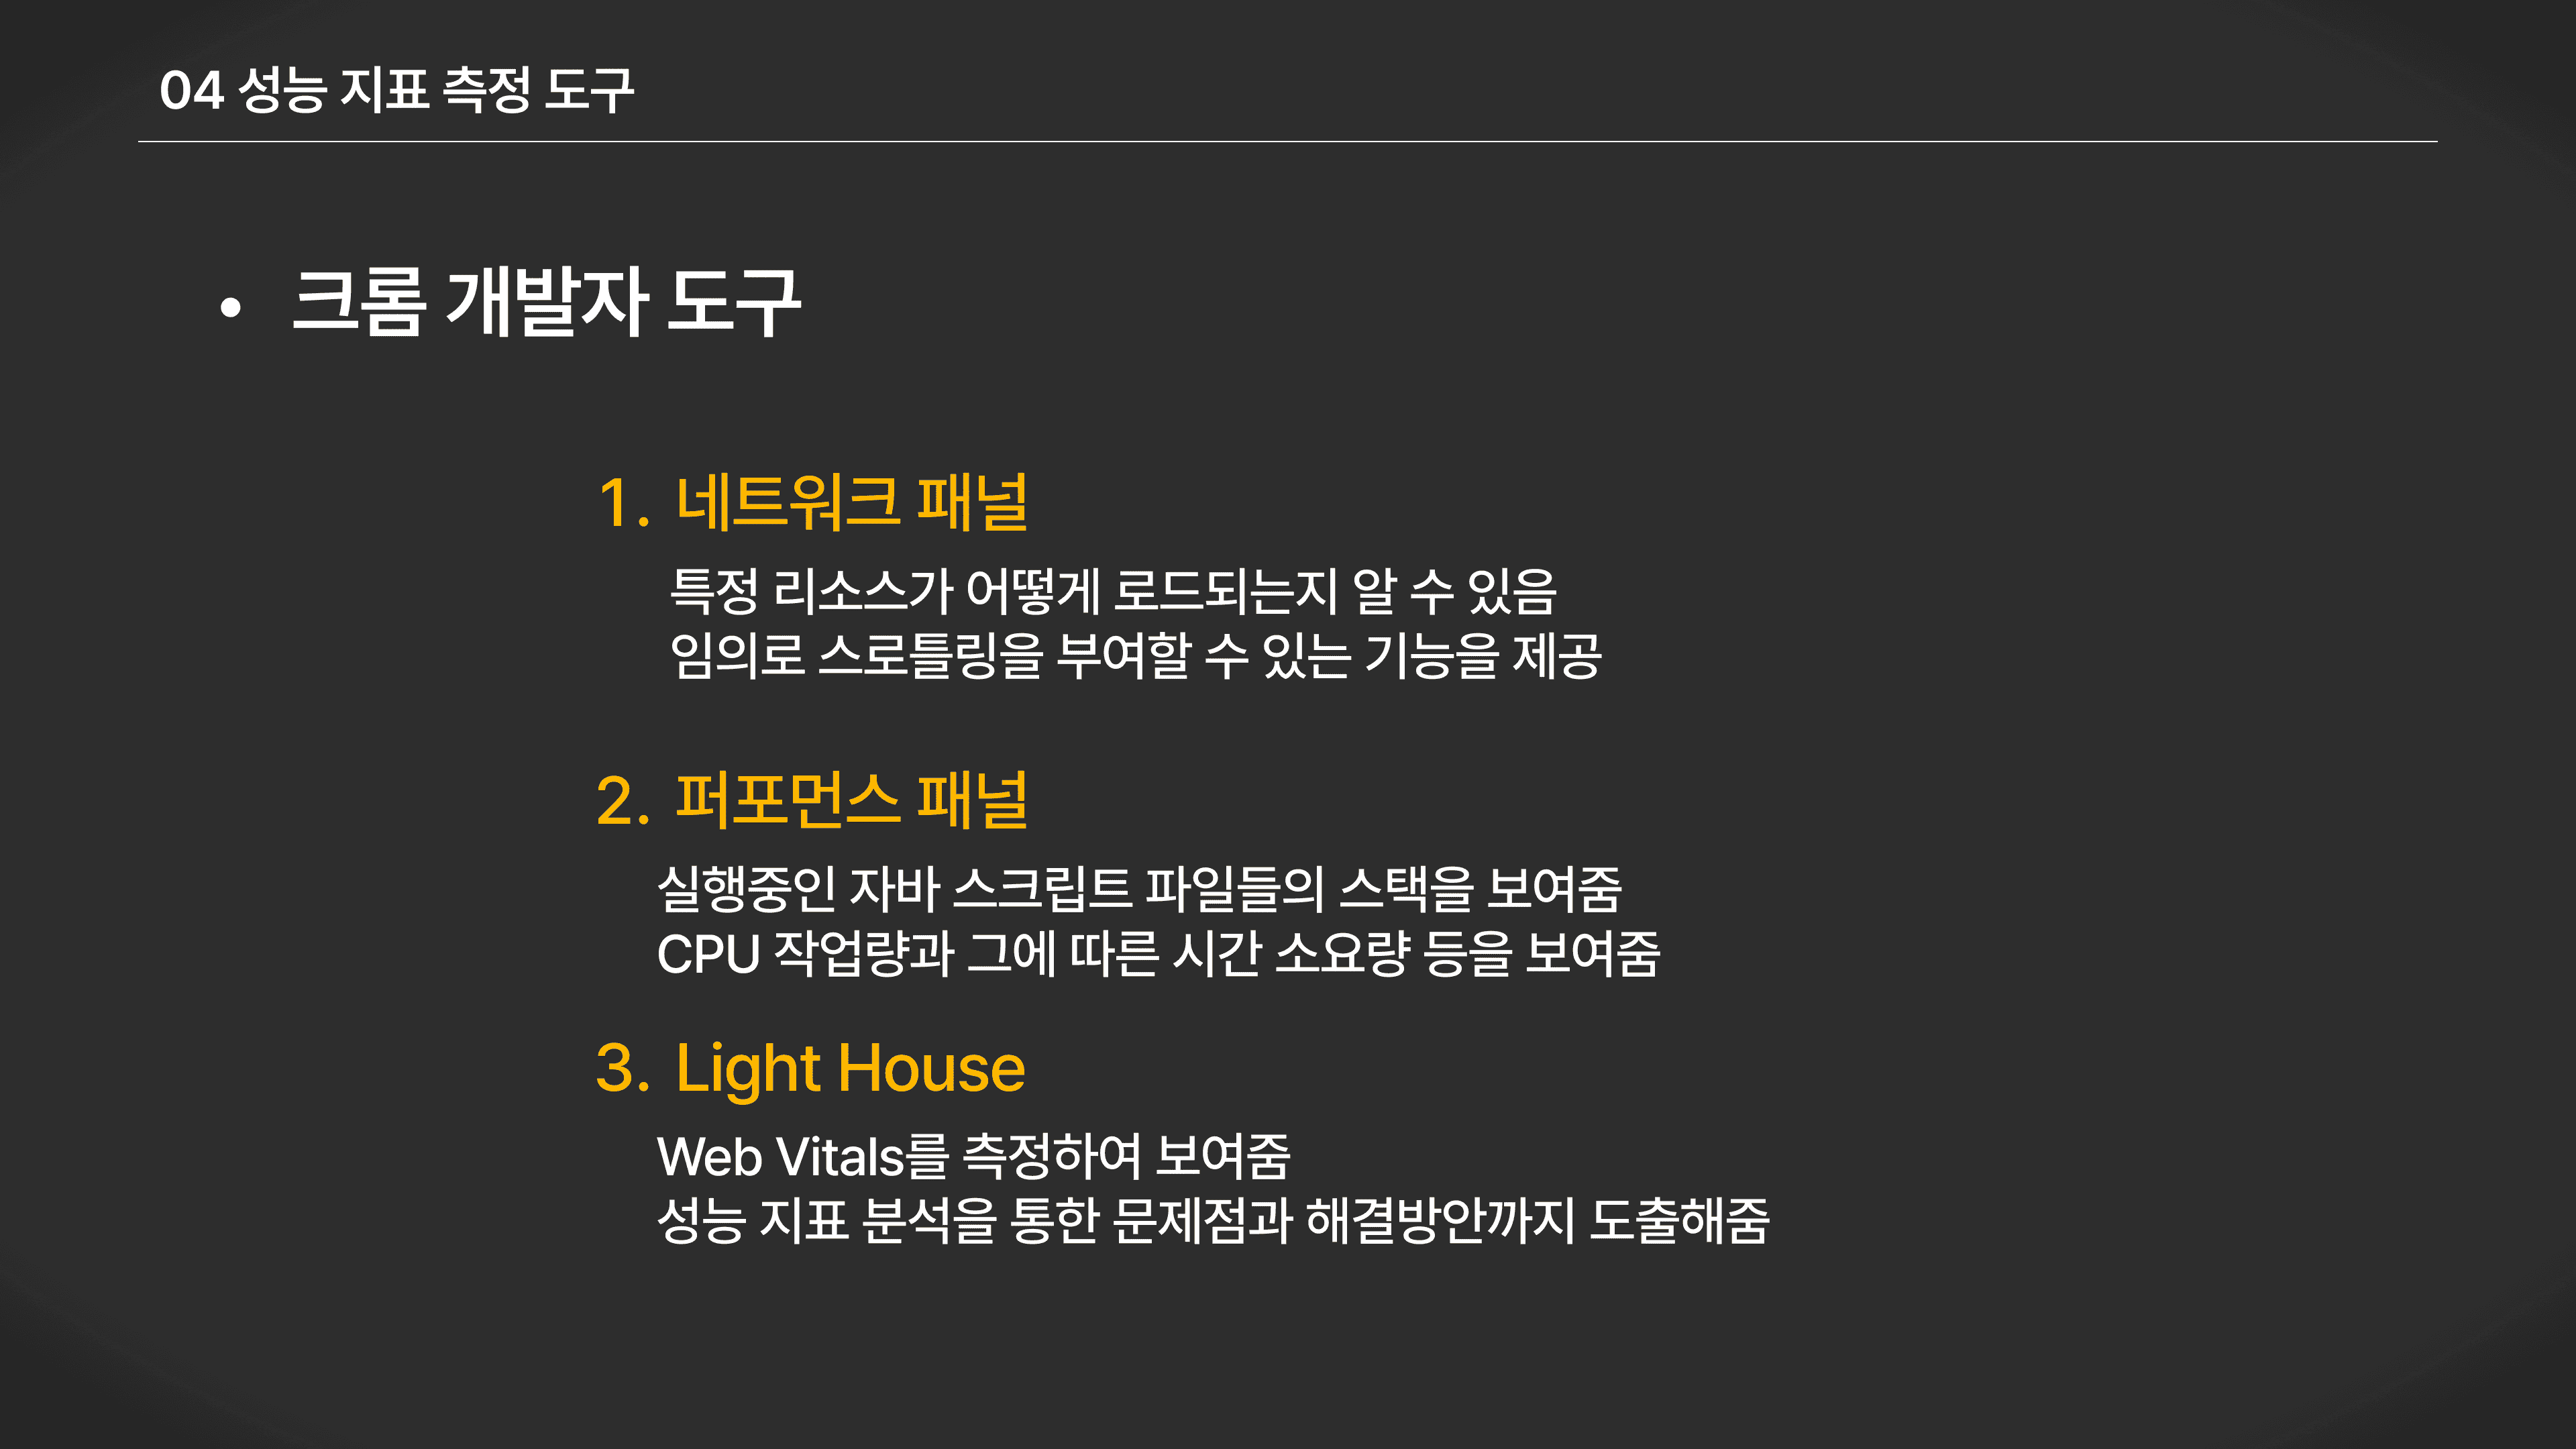 04 성능 지표 측정 도구
• 크롬 개발자 도구
1. 네트워크 패널
특정 리소스가 어떻게 로드되는지 알 수 있음
임의로 스로틀링을 부여할 수 있는 기능을 제공
2. 퍼포먼스 패널
실행중인 자바 스크립트 파일들의 스택을 보여줌
CPU 작업량과 그에 따른 시간 소요량 등을 보여줌
3. Light House
Web Vitals를 측정하여 보여줌
성능 지표 분석을 통한 문제점과 해결방안까지 도출해줌